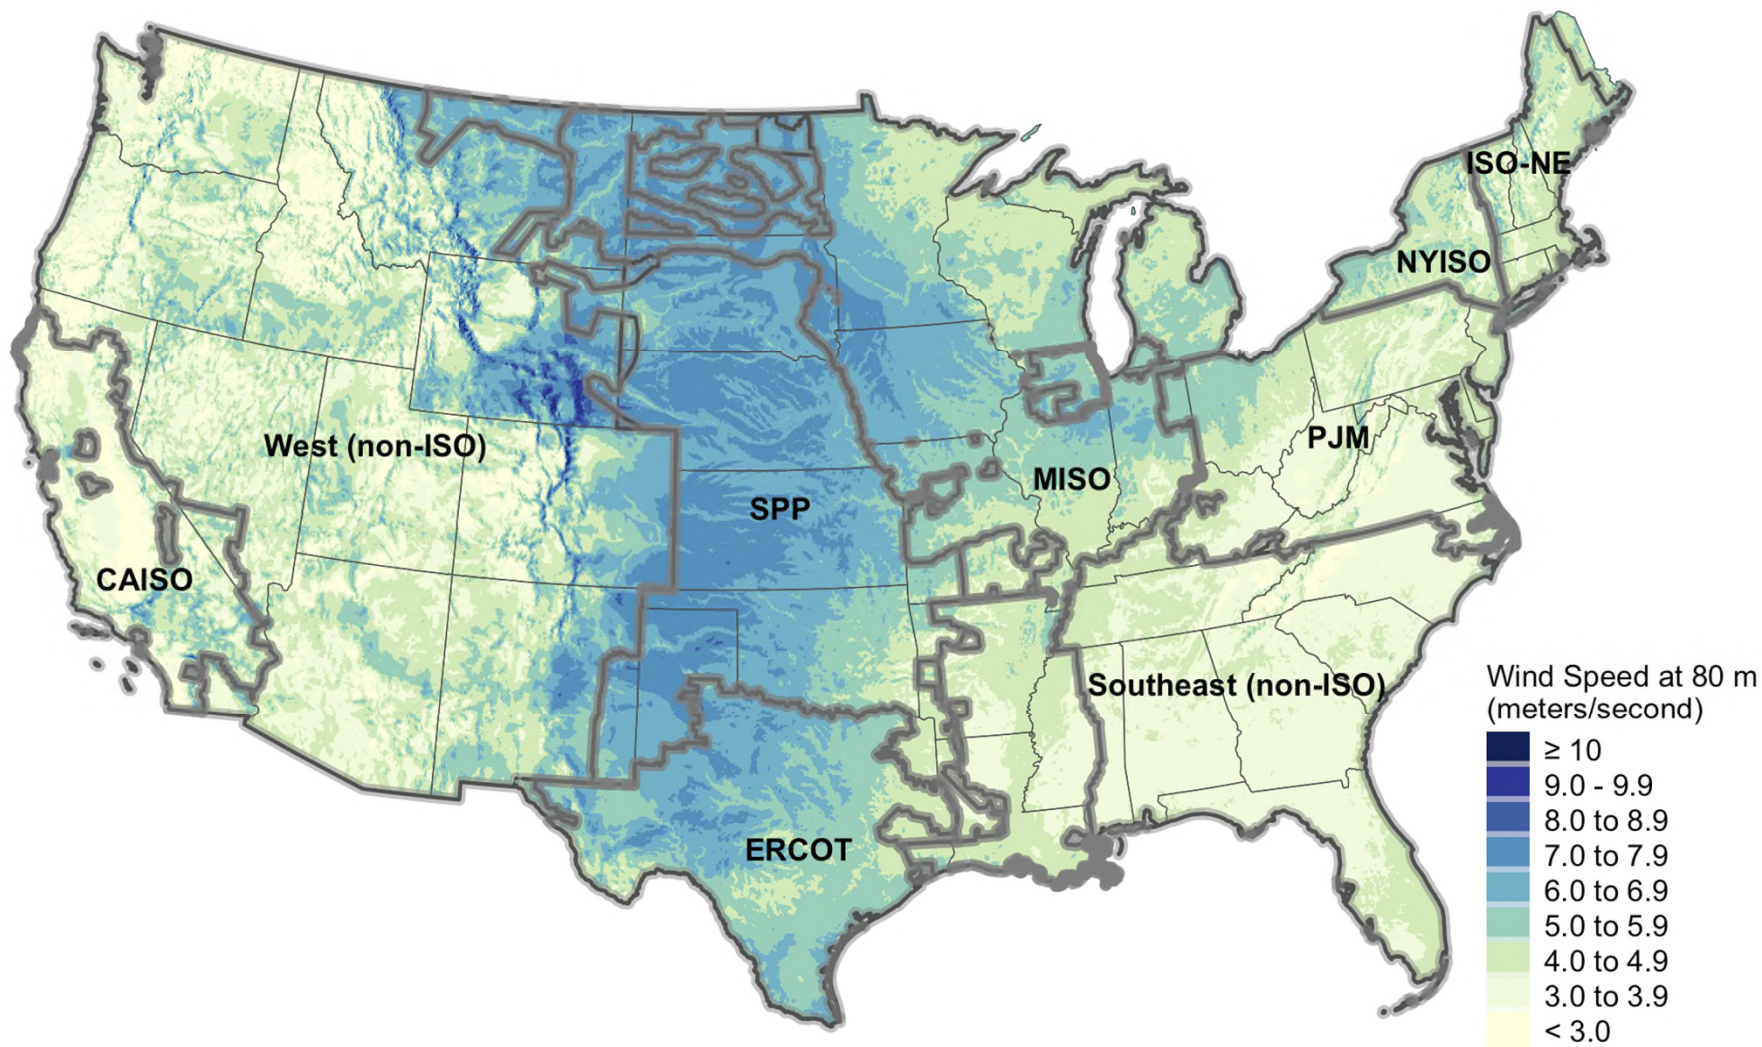 ISO-NE
NYISO
PJM
West (non-ISO)
MISO
SPP
CAISO
Southeast (non-ISO)
ERCOT
Wind Speed at 80 m
(meters/second)
≥ 10
9.0 - 9.9
8.0 to 8.9
7.0 to 7.9
6.0 to 6.9
5.0 to 5.9
4.0 to 4.9
3.0 to 3.9
< 3.0